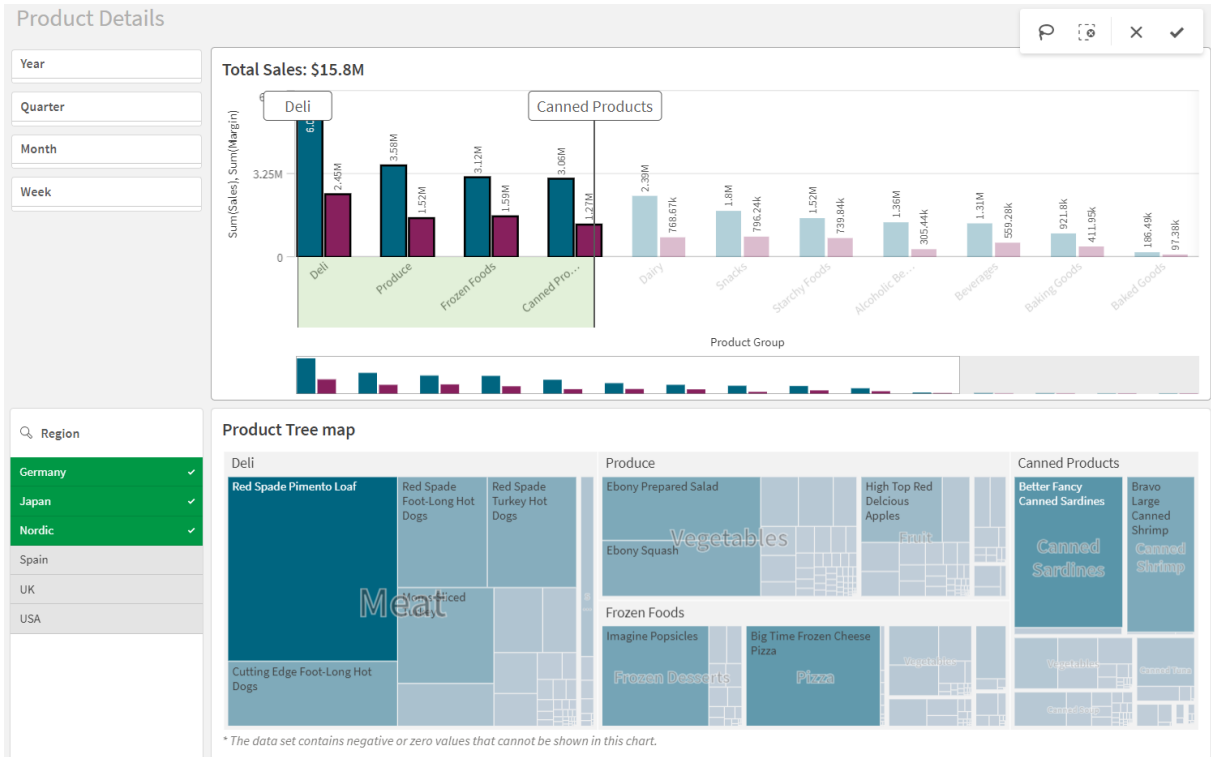 Product Details
Year
Quarter
Month
Week
Total Sales: $15.8M
Deli
Canned Products
Sum(Sales), Sum(Margin)
3.25M
0
2.45M
3.58M
1.52M
3.12M
1.59M
3.06M
1.27M
2.39M
768.67k
1.8M
796.24k
1.52M
739.84k
1.36M
305.44k
1.31M
559.28k
921.8k
411.95k
186.49k
97.38k
Deli
Produce
Frozen Foods
Canned Pro...
Dairy
Snacks
Starchy Foods
Alcoholic Be...
Beverages
Baking Goods
Baked Goods
Product Group
Region
Germany
Japan
Nordic
Spain
UK
USA
Product Tree map
Deli
Red Spade Pimento Loaf
Red Spade
Foot-Long Hot
Dogs
Red Spade
Turkey Hot
Dogs
Meat
Cutting Edge Foot-Long Hot
Dogs
Produce
Ebony Prepared Salad
Vegetables
Ebony Squash
High Top Red
Delcious
Apples
Fruit
Frozen Foods
Imagine Popsicles
Frozen Desserts
Big Time Frozen Cheese
Pizza
Pizza
Vegetables
Canned Products
Better Fancy
Canned Sardines
Canned
Sardines
Bravo
Large
Canned
Shrimp
Canned
Shrimp
Vegetables
Canned Tuna
* The data set contains negative or zero values that cannot be shown in this chart.